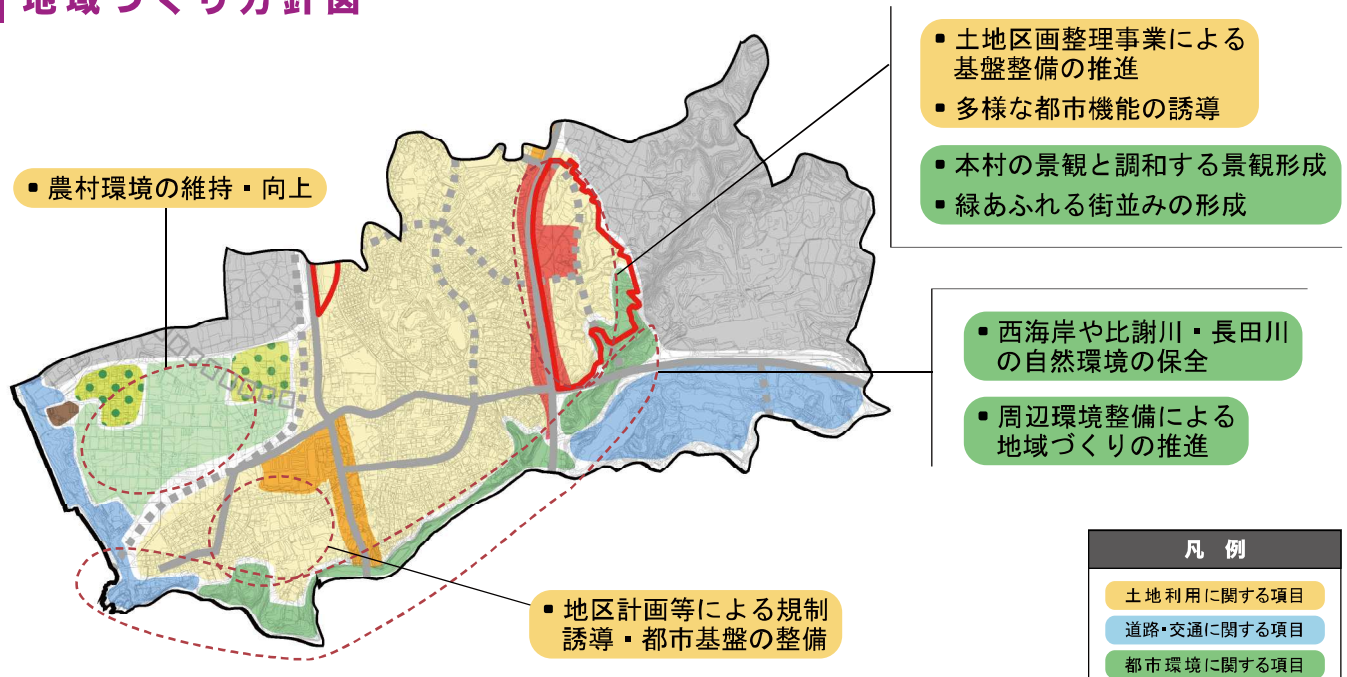 地域づくり方針図
▪ 土地区画整理事業による
基盤整備の推進
▪ 多様な都市機能の誘導
▪ 本村の景観と調和する景観形成
▪ 緑あふれる街並みの形成
▪ 農村環境の維持・向上
▪ 西海岸や比謝川・長田川
の自然環境の保全
▪ 周辺環境整備による
地域づくりの推進
▪ 地区計画等による規制
誘導・都市基盤の整備
凡 例
土地利用に関する項目
道路・交通に関する項目
都市環境に関する項目